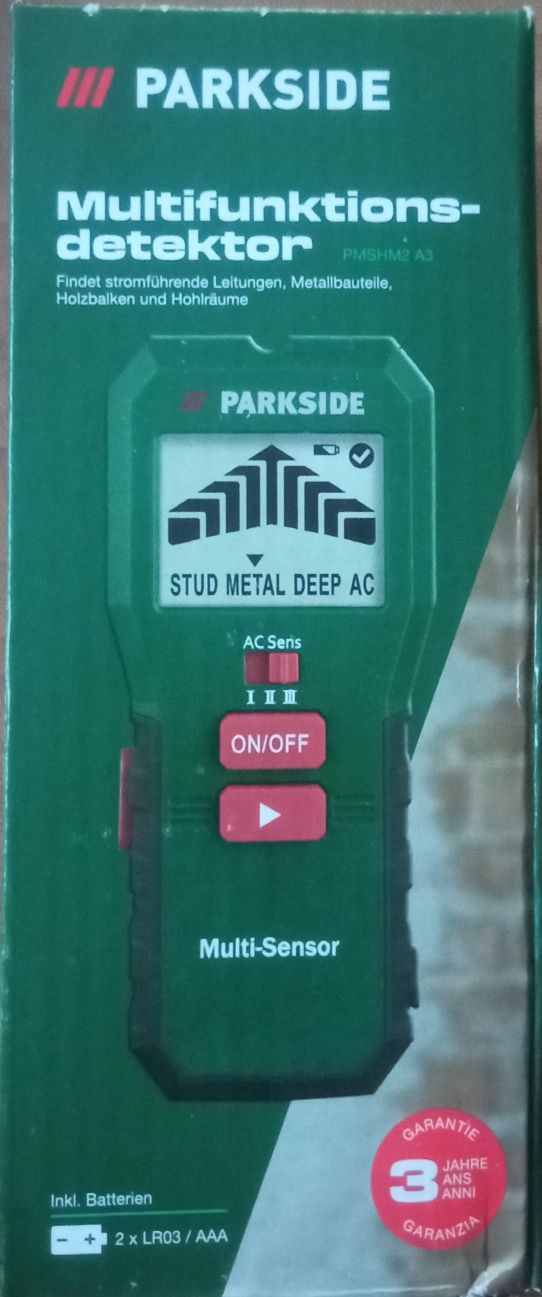 PARKSIDE
Multifunktions-
detektor PMSHM2 A3
Findet stromführende Leitungen, Metallbauteile,
Holzbalken und Hohlräume
PARKSIDE
STUD METAL DEEP AC
AC Sens
I II III
ON/OFF
Multi-Sensor
GARANTIE
3 JAHRE
ANS
ANNI
GARANZIA
Inkl. Batterien
- + 2 x LR03 / AAA